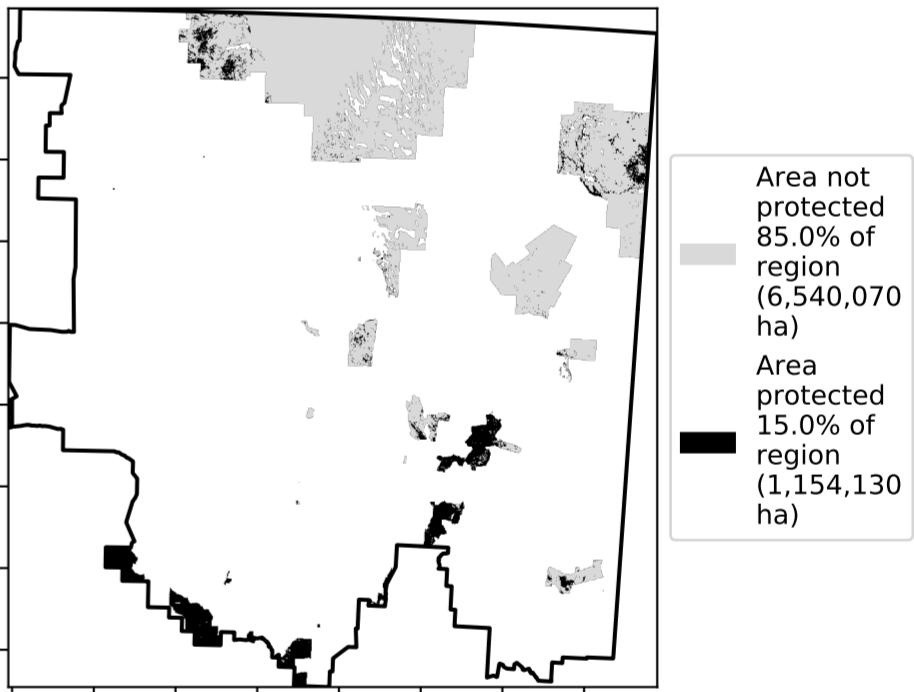 Area not
protected
85.0% of
region
(6,540,070
ha)
Area
protected
15.0% of
region
(1,154,130
ha)